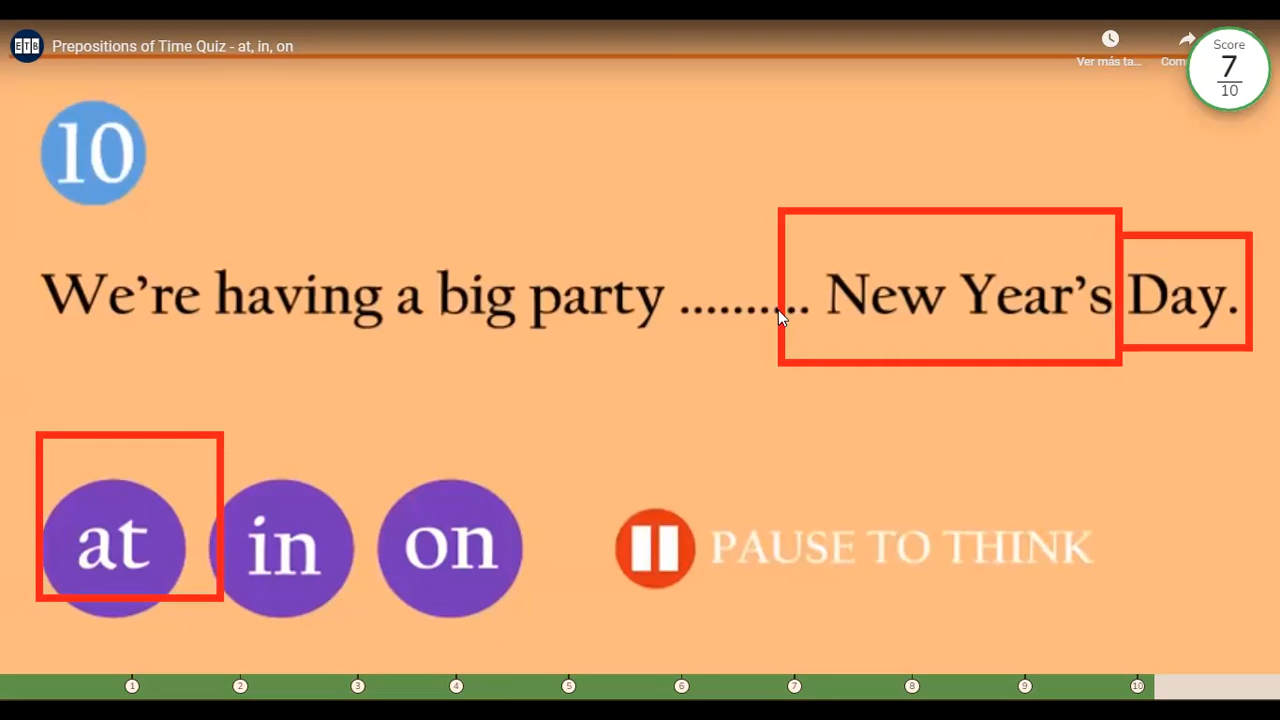 ETB Prepositions of Time Quiz - at, in, on
Ver más ta...
Com
Score
7
10
10
We're having a big party .......... New Year's Day.
at in on PAUSE TO THINK
1 2 3 4 5 6 7 8 9 10